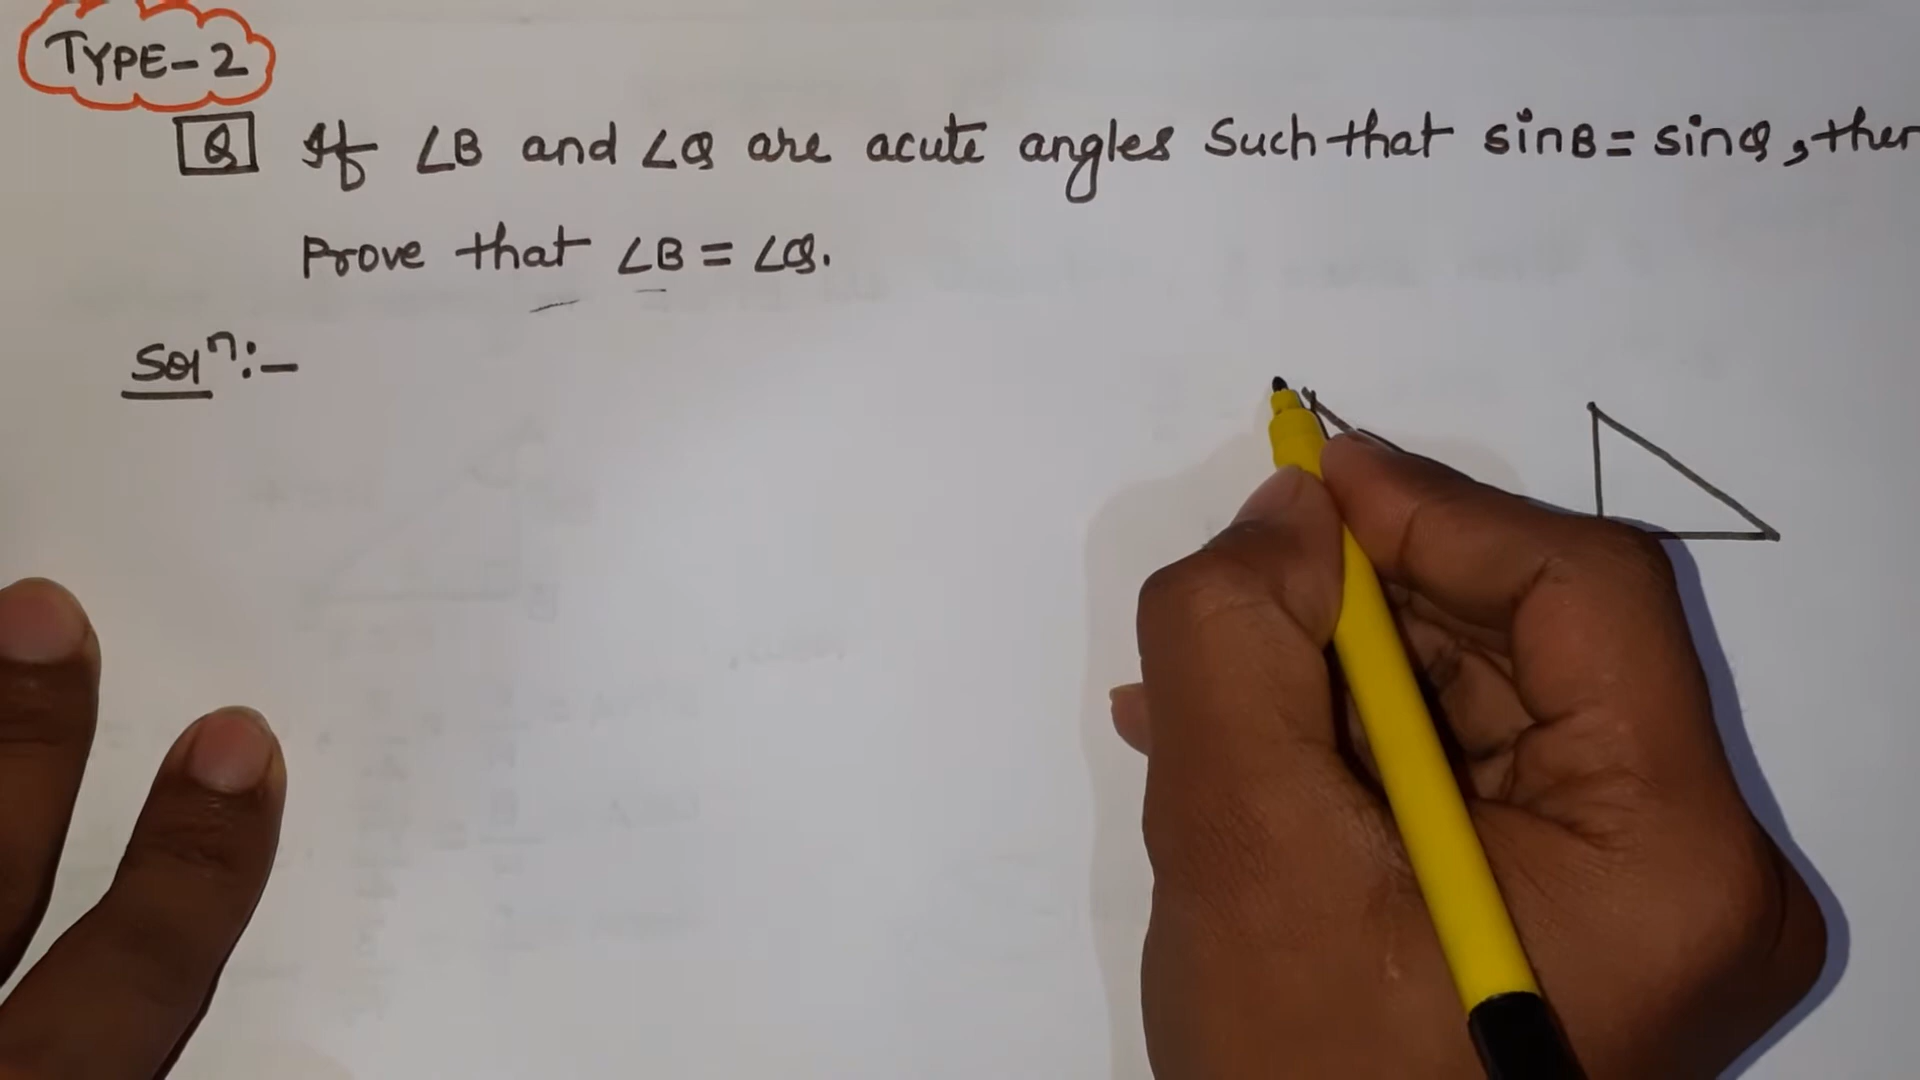 TYPE-2
Q If ∠B and ∠Q are acute angles Such that sinB = sinQ, then
Prove that ∠B = ∠Q.
Solⁿ:-